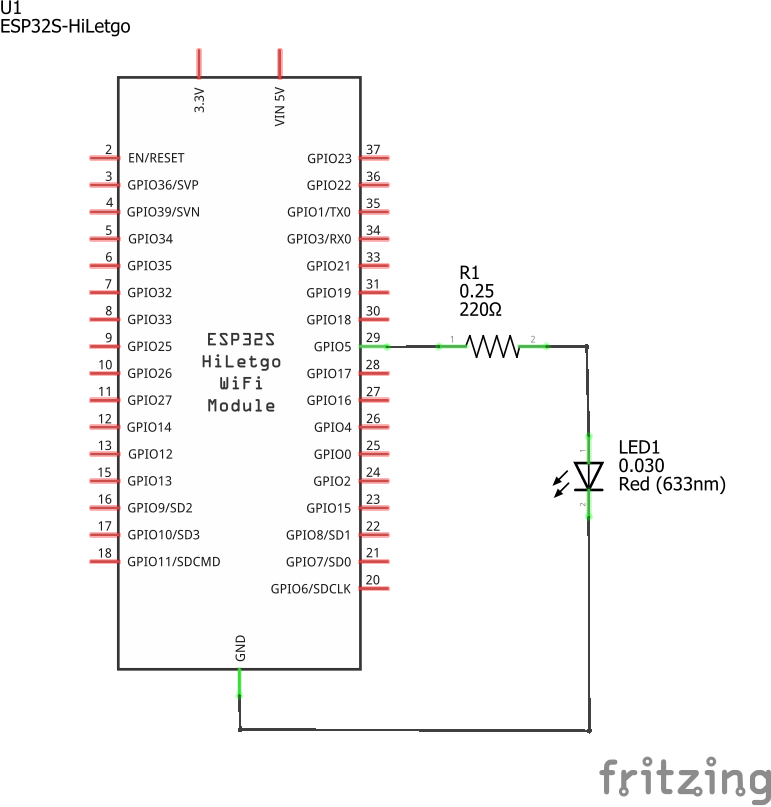 U1
ESP32S-HiLetgo
3.3V
VIN 5V
2 EN/RESET
3 GPIO36/SVP
4 GPIO39/SVN
5 GPIO34
6 GPIO35
7 GPIO32
8 GPIO33
9 GPIO25
10 GPIO26
11 GPIO27
12 GPIO14
13 GPIO12
15 GPIO13
16 GPIO9/SD2
17 GPIO10/SD3
18 GPIO11/SDCMD
ESP32S
HiLetgo
WiFi
Module
GPIO23 37
GPIO22 36
GPIO1/TX0 35
GPIO3/RX0 34
GPIO21 33
GPIO19 31
GPIO18 30
GPIO5 29
GPIO17 28
GPIO16 27
GPIO4 26
GPIO0 25
GPIO2 24
GPIO15 23
GPIO8/SD1 22
GPIO7/SD0 21
GPIO6/SDCLK 20
GND
R1
0.25
220Ω
1 2
1
LED1
0.030
Red (633nm)
2
fritzing